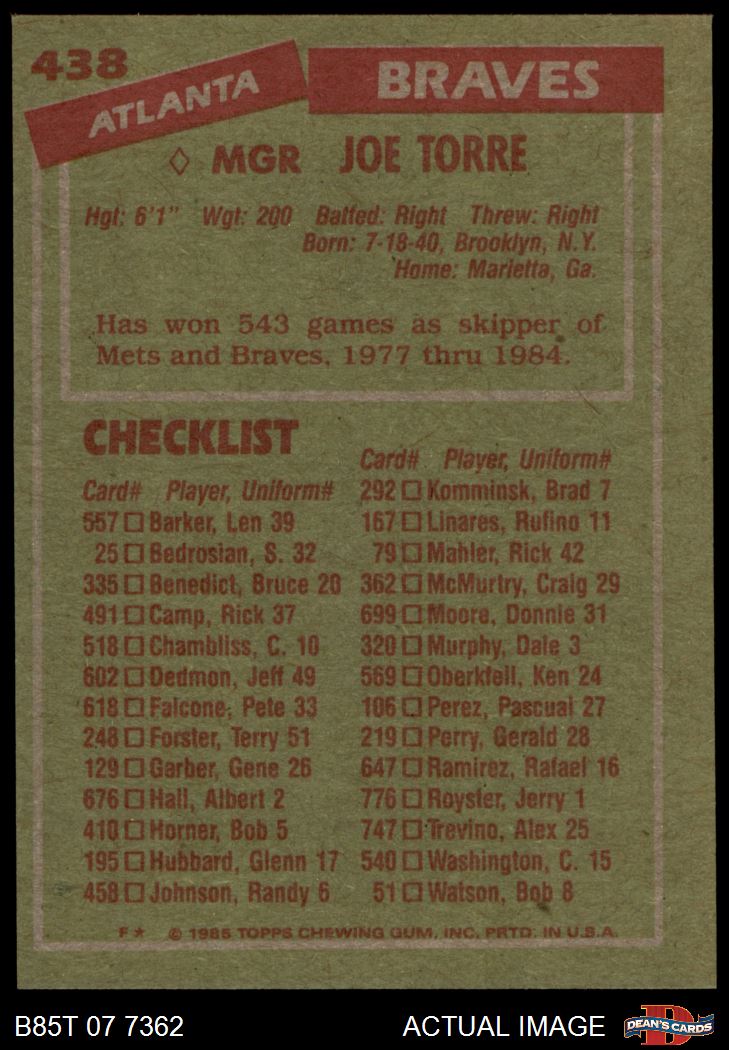 438
ATLANTA BRAVES
◇ MGR JOE TORRE
Hgt: 6'1" Wgt: 200 Batted: Right Threw: Right
Born: 7-18-40, Brooklyn, N.Y.
Home: Marietta, Ga.
Has won 543 games as skipper of
Mets and Braves, 1977 thru 1984.
CHECKLIST
Card# Player, Uniform#
557 □ Barker, Len 39
25 □ Bedrosian, S. 32
335 □ Benedict, Bruce 20
491 □ Camp, Rick 37
518 □ Chambliss, C. 10
602 □ Dedmon, Jeff 49
618 □ Falcone, Pete 33
248 □ Forster, Terry 51
129 □ Garber, Gene 26
676 □ Hall, Albert 2
410 □ Horner, Bob 5
195 □ Hubbard, Glenn 17
458 □ Johnson, Randy 6
Card# Player, Uniform#
292 □ Komminsk, Brad 7
167 □ Linares, Rufino 11
79 □ Mahler, Rick 42
362 □ McMurtry, Craig 29
699 □ Moore, Donnie 31
320 □ Murphy, Dale 3
569 □ Oberkfell, Ken 24
106 □ Perez, Pascual 27
219 □ Perry, Gerald 28
647 □ Ramirez, Rafael 16
776 □ Royster, Jerry 1
747 □ Trevino, Alex 25
540 □ Washington, C. 15
51 □ Watson, Bob 8
F★ © 1985 TOPPS CHEWING GUM, INC. PRTD. IN U.S.A.
B85T 07 7362
ACTUAL IMAGE
D
DEAN'S CARDS